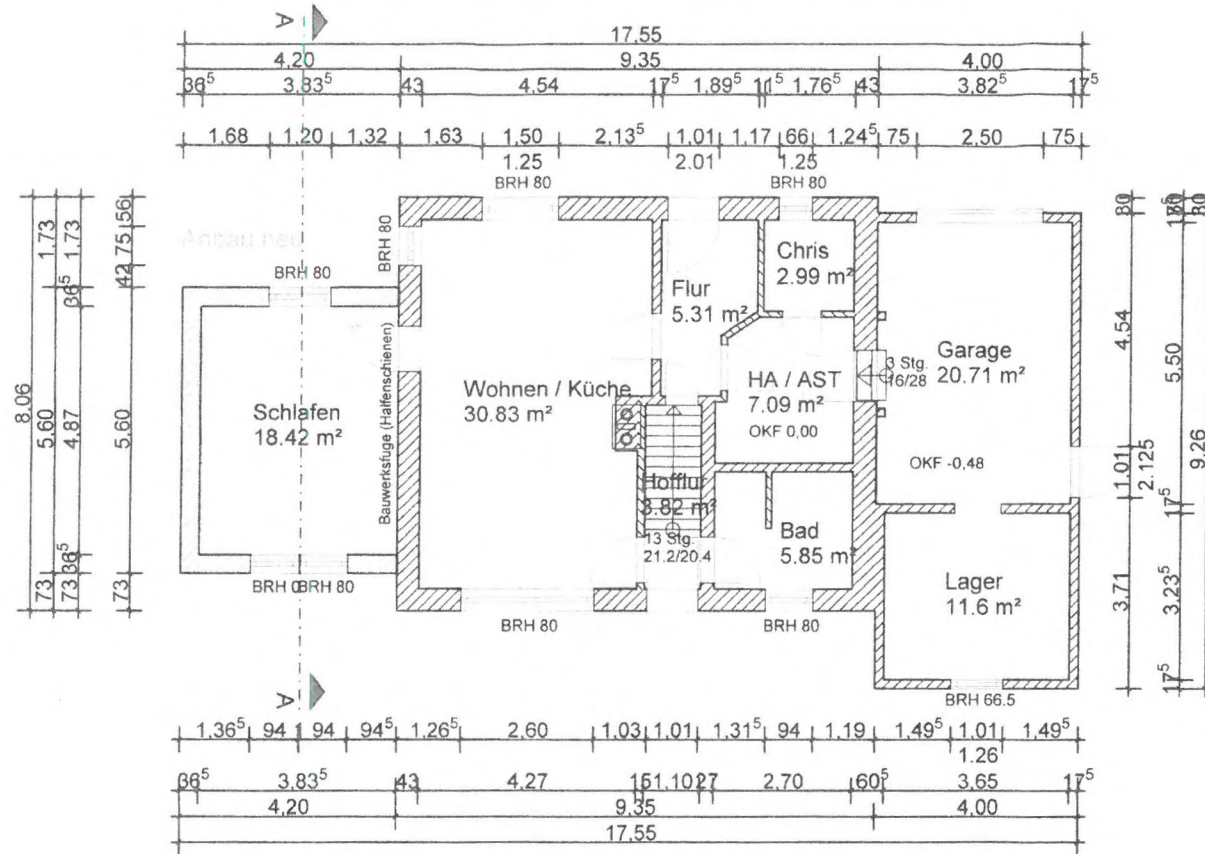 A
17.55
4,20 9,35 4,00
36⁵ 3.83⁵ 43 4,54 17⁵ 1,89⁵ 11⁵ 1,76 43 3,82⁵ 17⁵
1,68 1,20 1,32 1,63 1,50 2,13⁵ 1,01 1,17 66 1,24⁵ 75 2,50 75
1.25 2.01 1.25
BRH 80 BRH 80
Anbau neu
BRH 80
BRH 80
Bauwerksfuge (Halfenschienen)
Chris
2.99 m²
Flur
5.31 m²
Garage
20.71 m²
3 Stg.
16/28
HA / AST
7.09 m²
OKF 0,00
Wohnen / Küche
30.83 m²
Schlafen
18.42 m²
OKF -0,48
Hofflur
3.82 m²
13 Stg.
21.2/20.4
Bad
5.85 m²
Lager
11.6 m²
BRH 80
BRH 80
BRH 80
BRH 66.5
8.06
1.73 5.60 73
1.73 36⁵ 4.87 36⁵ 73
56 75 42 5.60 73
80 4.54 1.01 3,71
2.125
5.50 17⁵ 3.23⁵ 17⁵
80 9.26
A
1,36⁵ 94 94 94⁵ 1,26⁵ 2,60 1,03 1,01 1,31⁵ 94 1.19 1,49⁵ 1,01 1,49⁵
1.26
36⁵ 3,83⁵ 43 4,27 1,10 27 2,70 60⁵ 3,65 17⁵
4,20 9,35 4,00
17,55